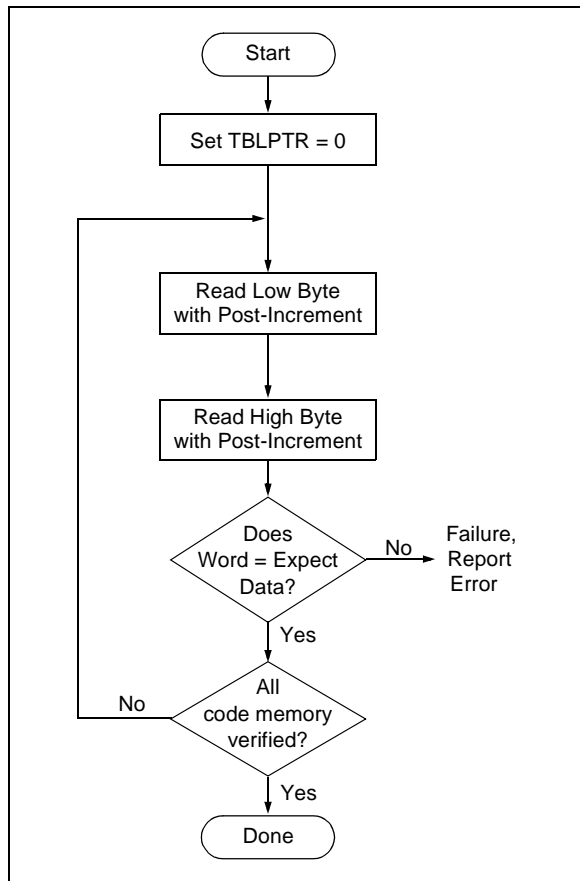 Start
Set TBLPTR = 0
Read Low Byte
with Post-Increment
Read High Byte
with Post-Increment
Does
Word = Expect
Data?
No
Failure,
Report
Error
Yes
All
code memory
verified?
No
Yes
Done